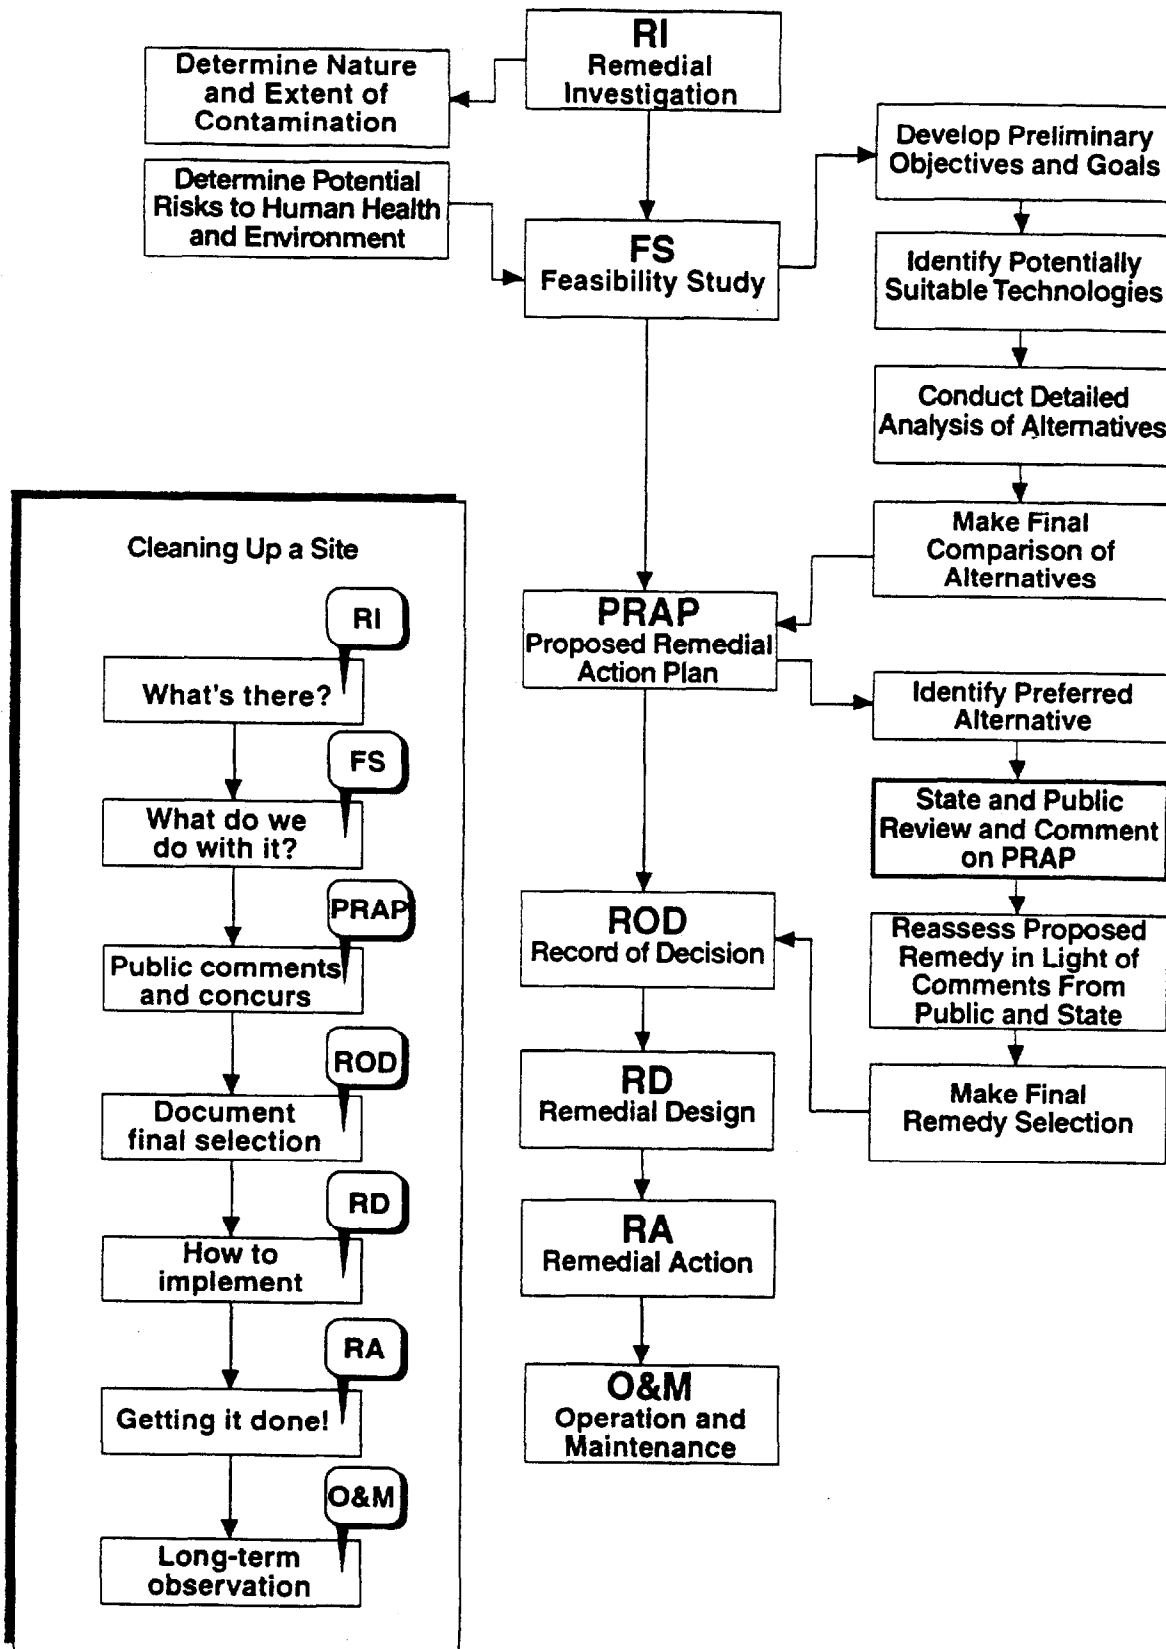 RI
Remedial
Investigation
Determine Nature
and Extent of
Contamination
Determine Potential
Risks to Human Health
and Environment
FS
Feasibility Study
Develop Preliminary
Objectives and Goals
Identify Potentially
Suitable Technologies
Conduct Detailed
Analysis of Alternatives
Make Final
Comparison of
Alternatives
PRAP
Proposed Remedial
Action Plan
Identify Preferred
Alternative
State and Public
Review and Comment
on PRAP
Reassess Proposed
Remedy in Light of
Comments From
Public and State
Make Final
Remedy Selection
ROD
Record of Decision
RD
Remedial Design
RA
Remedial Action
O&M
Operation and
Maintenance
Cleaning Up a Site
RI
What's there?
FS
What do we
do with it?
PRAP
Public comments
and concurs
ROD
Document
final selection
RD
How to
implement
RA
Getting it done!
O&M
Long-term
observation